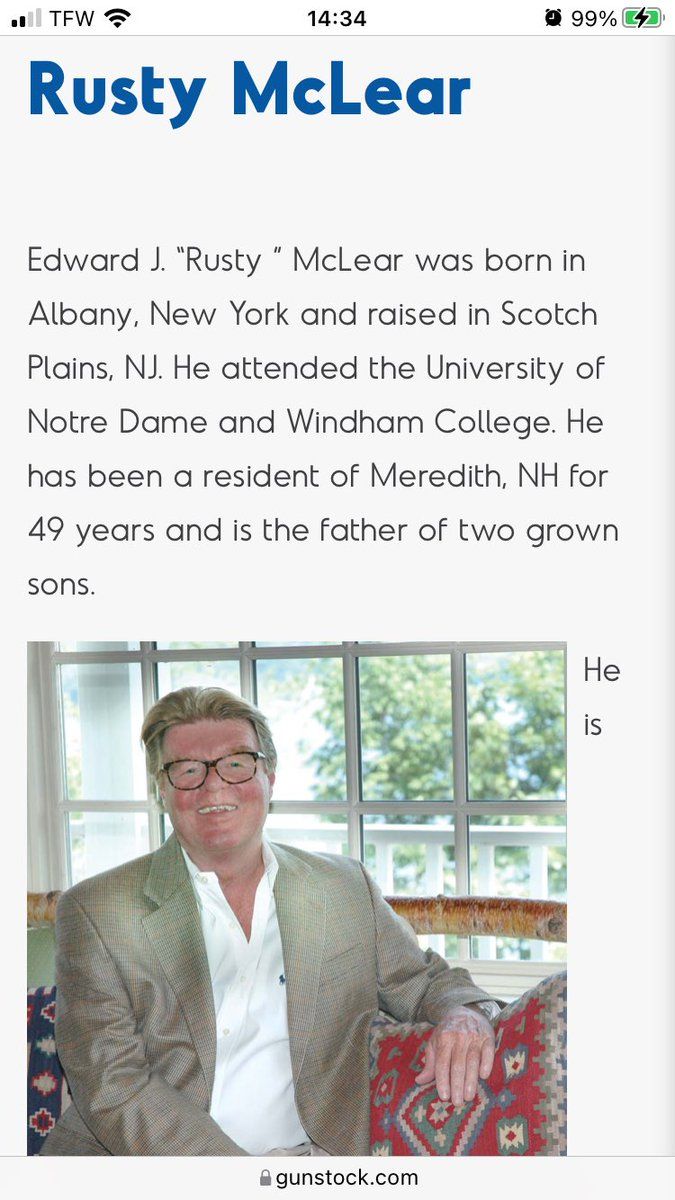 TFW 14:34 99%
Rusty McLear
Edward J. “Rusty ” McLear was born in
Albany, New York and raised in Scotch
Plains, NJ. He attended the University of
Notre Dame and Windham College. He
has been a resident of Meredith, NH for
49 years and is the father of two grown
sons.
He
is
gunstock.com